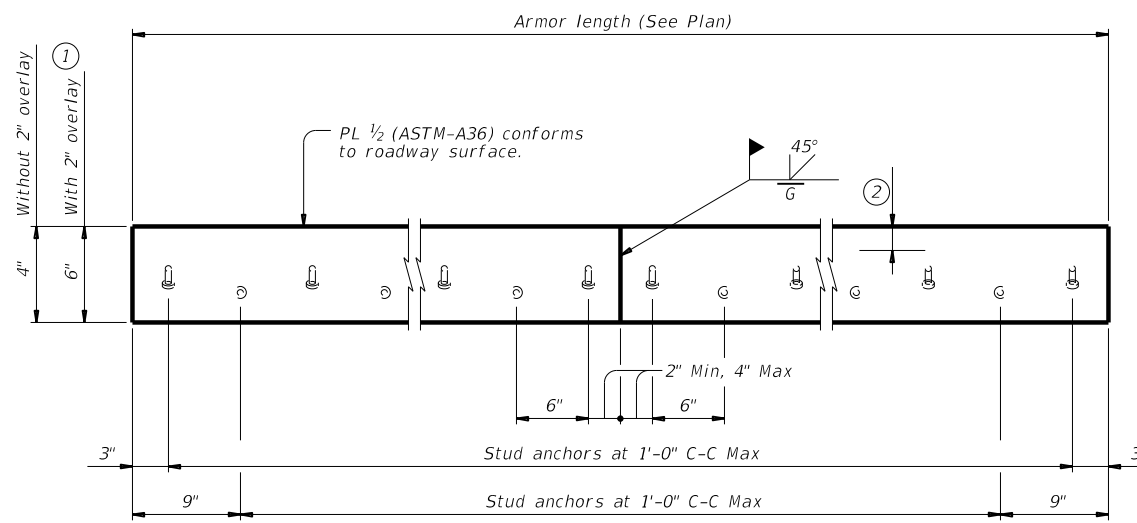 Armor length (See Plan)
Without 2" overlay
1
With 2" overlay
PL ½ (ASTM-A36) conforms
to roadway surface.
45°
G
2
4"
6"
2" Min, 4" Max
6"
6"
3"
Stud anchors at 1'-0" C-C Max
3
9"
Stud anchors at 1'-0" C-C Max
9"